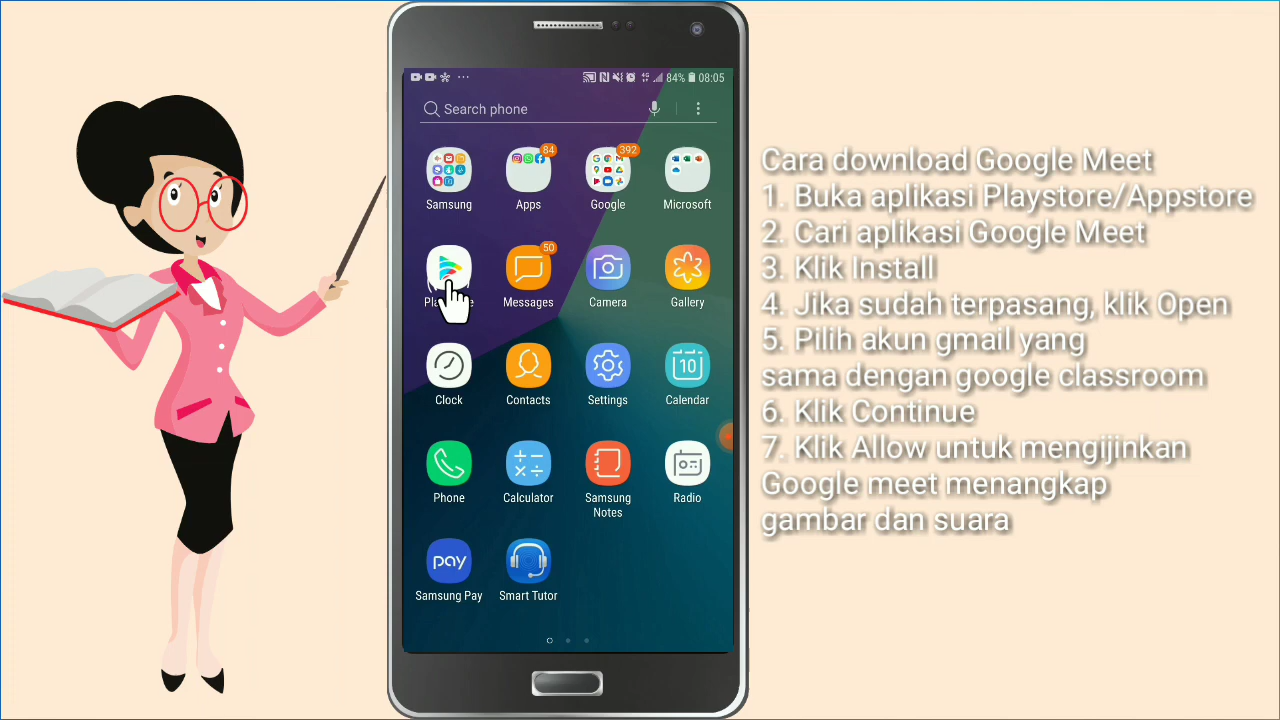 84% 08:05
Search phone
84
392
Samsung
Apps
Google
Microsoft
50
Messages
Camera
Gallery
10
Clock
Contacts
Settings
Calendar
Phone
Calculator
Samsung
Notes
Radio
pay
Samsung Pay
Smart Tutor
Cara download Google Meet
1. Buka aplikasi Playstore/Appstore
2. Cari aplikasi Google Meet
3. Klik Install
4. Jika sudah terpasang, klik Open
5. Pilih akun gmail yang
sama dengan google classroom
6. Klik Continue
7. Klik Allow untuk mengijinkan
Google meet menangkap
gambar dan suara